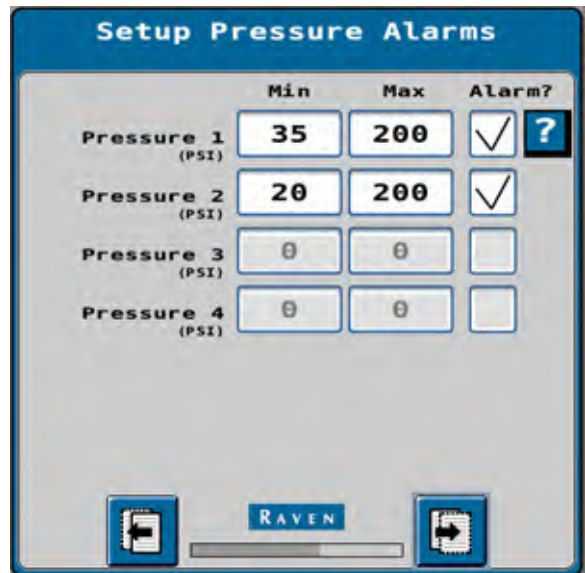 Setup Pressure Alarms
Min Max Alarm?
Pressure 1 35 200 ?
(PSI)
Pressure 2 20 200
(PSI)
Pressure 3 0 0
(PSI)
Pressure 4 0 0
(PSI)
RAVEN